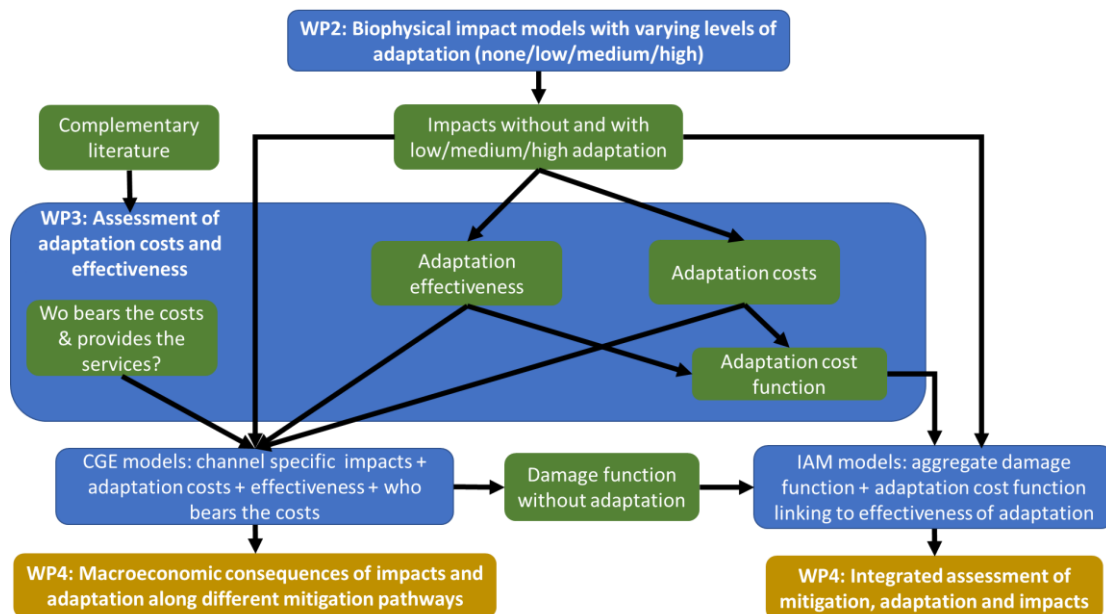 WP2: Biophysical impact models with varying levels of
adaptation (none/low/medium/high)
Complementary
literature
Impacts without and with
low/medium/high adaptation
WP3: Assessment of
adaptation costs and
effectiveness
Adaptation
effectiveness
Adaptation costs
Wo bears the costs
& provides the
services?
Adaptation cost
function
CGE models: channel specific impacts +
adaptation costs + effectiveness + who
bears the costs
Damage function
without adaptation
IAM models: aggregate damage
function + adaptation cost function
linking to effectiveness of adaptation
WP4: Macroeconomic consequences of impacts and
adaptation along different mitigation pathways
WP4: Integrated assessment of
mitigation, adaptation and impacts